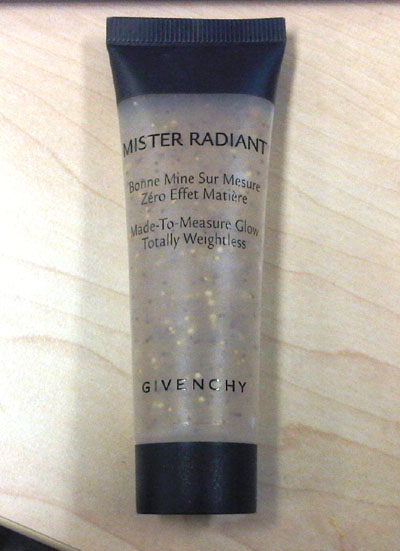 MISTER RADIANT
Bonne Mine Sur Mesure
Zéro Effet Matière
Made-To-Measure Glow
Totally Weightless
GIVENCHY